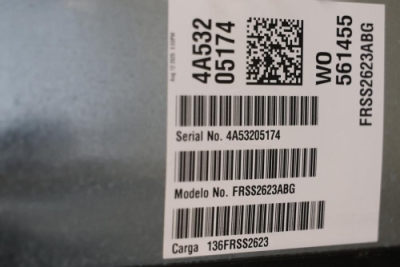 4A532
05174
WO
561455
FRSS2623ABG
Serial No. 4A53205174
Modelo No. FRSS2623ABG
Carga 136FRSS2623